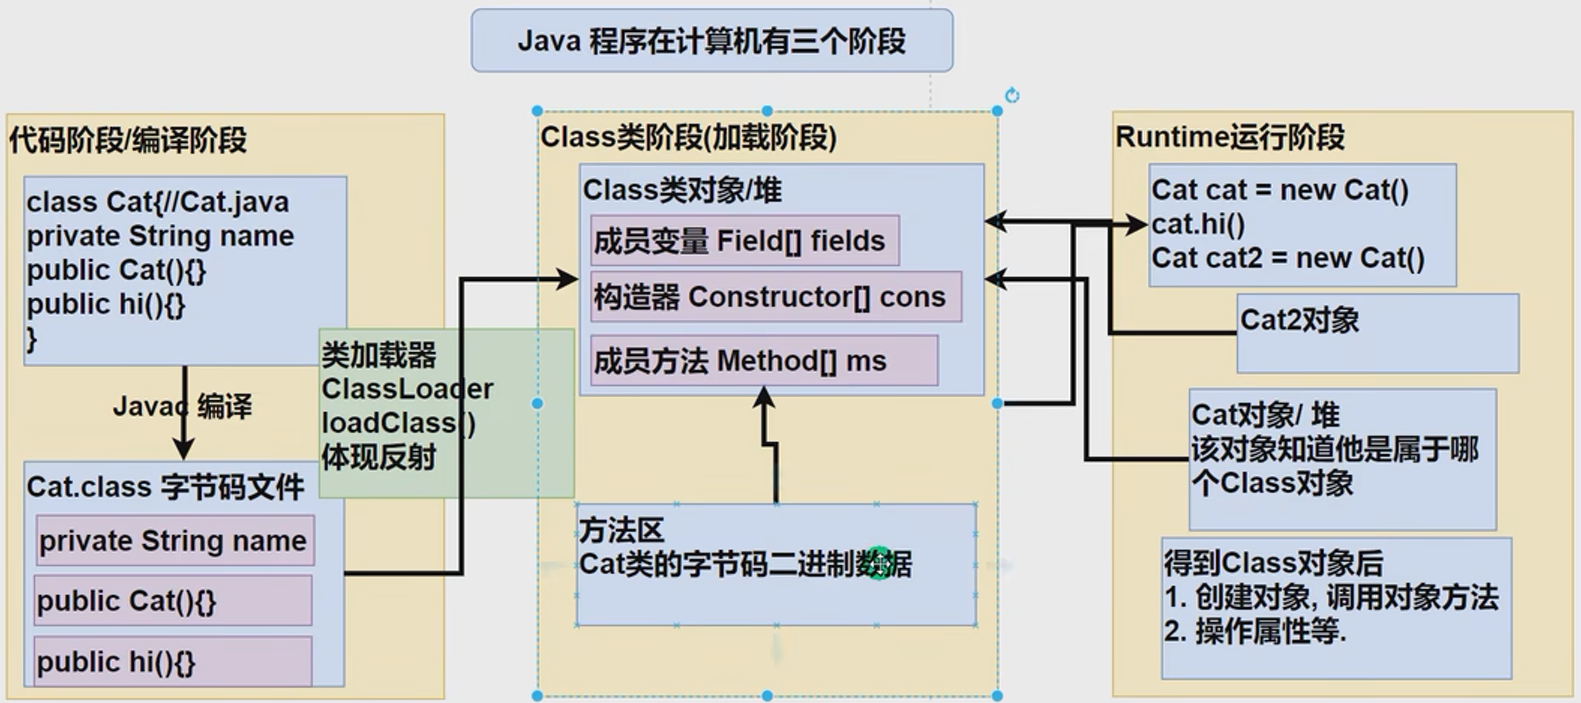 Java 程序在计算机有三个阶段
代码阶段/编译阶段
class Cat{//Cat.java
private String name
public Cat(){}
public hi(){}
}
Javac 编译
Cat.class 字节码文件
private String name
public Cat(){}
public hi(){}
类加载器
ClassLoader
loadClass()
体现反射
Class类阶段(加载阶段)
Class类对象/堆
成员变量 Field[] fields
构造器 Constructor[] cons
成员方法 Method[] ms
方法区
Cat类的字节码二进制数据
Runtime运行阶段
Cat cat = new Cat()
cat.hi()
Cat cat2 = new Cat()
Cat2对象
Cat对象/ 堆
该对象知道他是属于哪
个Class对象
得到Class对象后
1. 创建对象, 调用对象方法
2. 操作属性等.